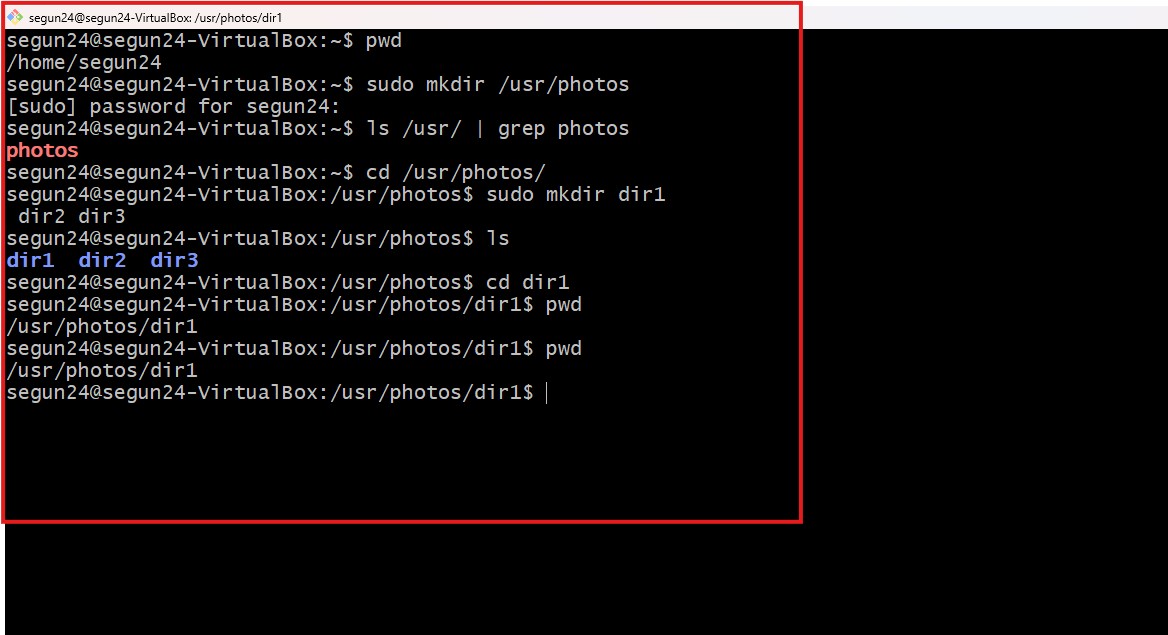 segun24@segun24-VirtualBox: /usr/photos/dir1
segun24@segun24-VirtualBox:~$ pwd
/home/segun24
segun24@segun24-VirtualBox:~$ sudo mkdir /usr/photos
[sudo] password for segun24:
segun24@segun24-VirtualBox:~$ ls /usr/ | grep photos
photos
segun24@segun24-VirtualBox:~$ cd /usr/photos/
segun24@segun24-VirtualBox:/usr/photos$ sudo mkdir dir1
 dir2 dir3
segun24@segun24-VirtualBox:/usr/photos$ ls
dir1  dir2  dir3
segun24@segun24-VirtualBox:/usr/photos$ cd dir1
segun24@segun24-VirtualBox:/usr/photos/dir1$ pwd
/usr/photos/dir1
segun24@segun24-VirtualBox:/usr/photos/dir1$ pwd
/usr/photos/dir1
segun24@segun24-VirtualBox:/usr/photos/dir1$